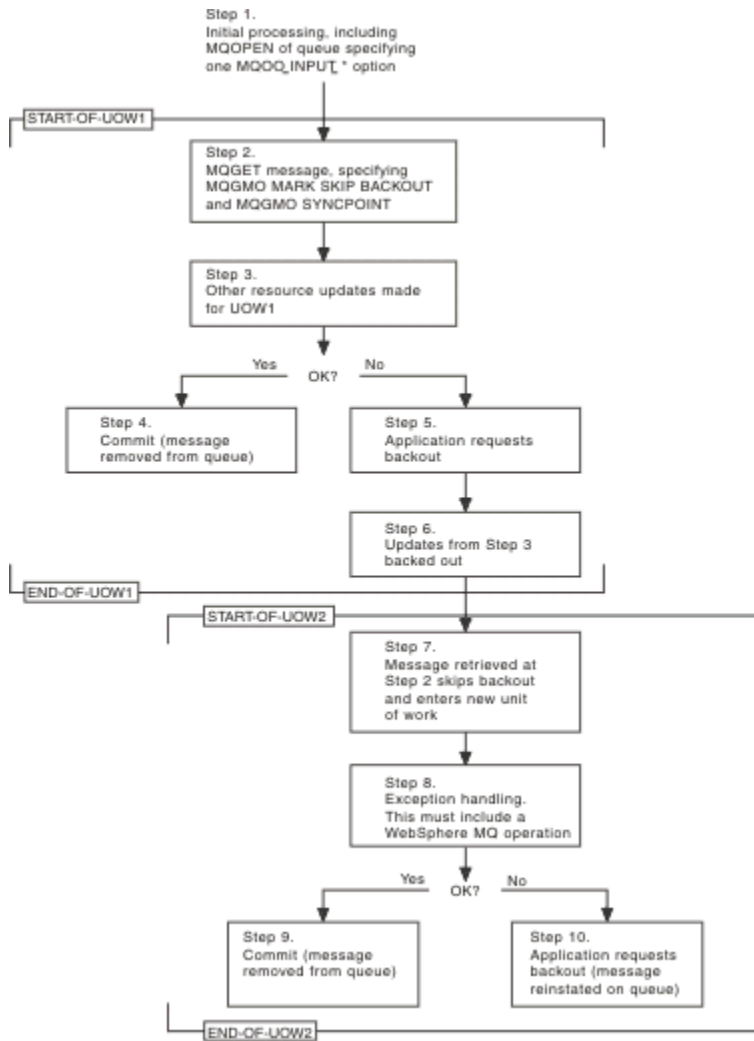 Step 1.
Initial processing, including
MQOPEN of queue specifying
one MQOO_INPUT_* option
START-OF-UOW1
Step 2.
MQGET message, specifying
MQGMO MARK SKIP BACKOUT
and MQGMO SYNCPOINT
Step 3.
Other resource updates made
for UOW1
Yes
OK?
No
Step 4.
Commit (message
removed from queue)
Step 5.
Application requests
backout
Step 6.
Updates from Step 3
backed out
END-OF-UOW1
START-OF-UOW2
Step 7.
Message retrieved at
Step 2 skips backout
and enters new unit
of work
Step 8.
Exception handling.
This must include a
WebSphere MQ operation
Yes
OK?
No
Step 9.
Commit (message
removed from queue)
Step 10.
Application requests
backout (message
reinstated on queue)
END-OF-UOW2